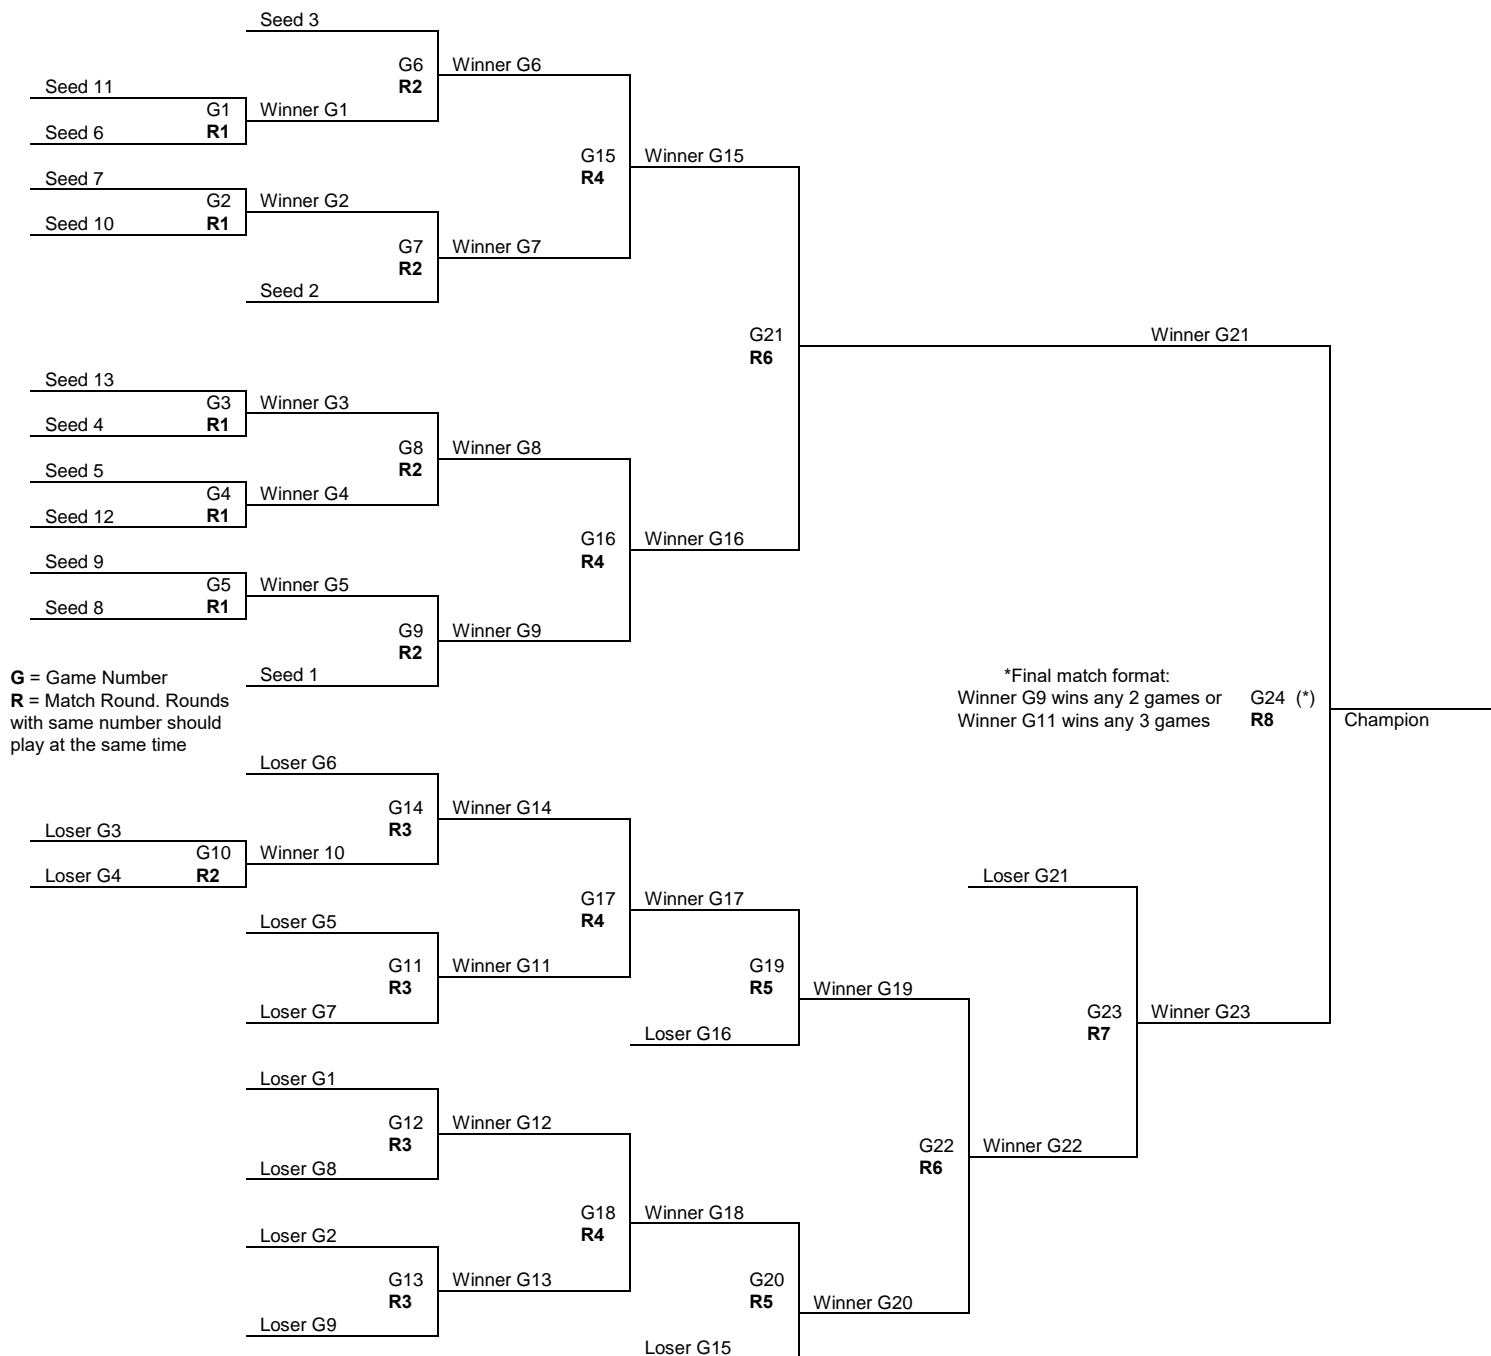 Seed 3
G6
R2
Winner G6
Seed 11
G1
R1
Winner G1
Seed 6
G15
R4
Winner G15
Seed 7
G2
R1
Winner G2
Seed 10
G7
R2
Winner G7
Seed 2
G21
R6
Winner G21
Seed 13
G3
R1
Winner G3
Seed 4
G8
R2
Winner G8
Seed 5
G4
R1
Winner G4
Seed 12
G16
R4
Winner G16
Seed 9
G5
R1
Winner G5
Seed 8
G9
R2
Winner G9
Seed 1
G = Game Number
R = Match Round. Rounds
with same number should
play at the same time
*Final match format:
Winner G9 wins any 2 games or
Winner G11 wins any 3 games
G24 (*)
R8
Champion
Loser G6
G14
R3
Winner G14
Loser G3
G10
R2
Winner 10
Loser G4
G17
R4
Winner G17
Loser G21
Loser G5
G11
R3
Winner G11
Loser G7
G19
R5
Winner G19
Loser G16
G23
R7
Winner G23
Loser G1
G12
R3
Winner G12
Loser G8
G22
R6
Winner G22
G18
R4
Winner G18
Loser G2
G13
R3
Winner G13
Loser G9
G20
R5
Winner G20
Loser G15